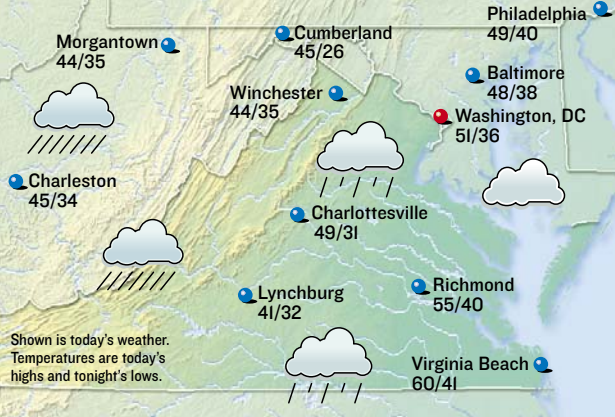 Philadelphia
49/40
Cumberland
45/26
Morgantown
44/35
Baltimore
48/38
Winchester
44/35
Washington, DC
51/36
Charleston
45/34
Charlottesville
49/31
Richmond
55/40
Lynchburg
41/32
Shown is today's weather.
Temperatures are today's
highs and tonight's lows.
Virginia Beach
60/41